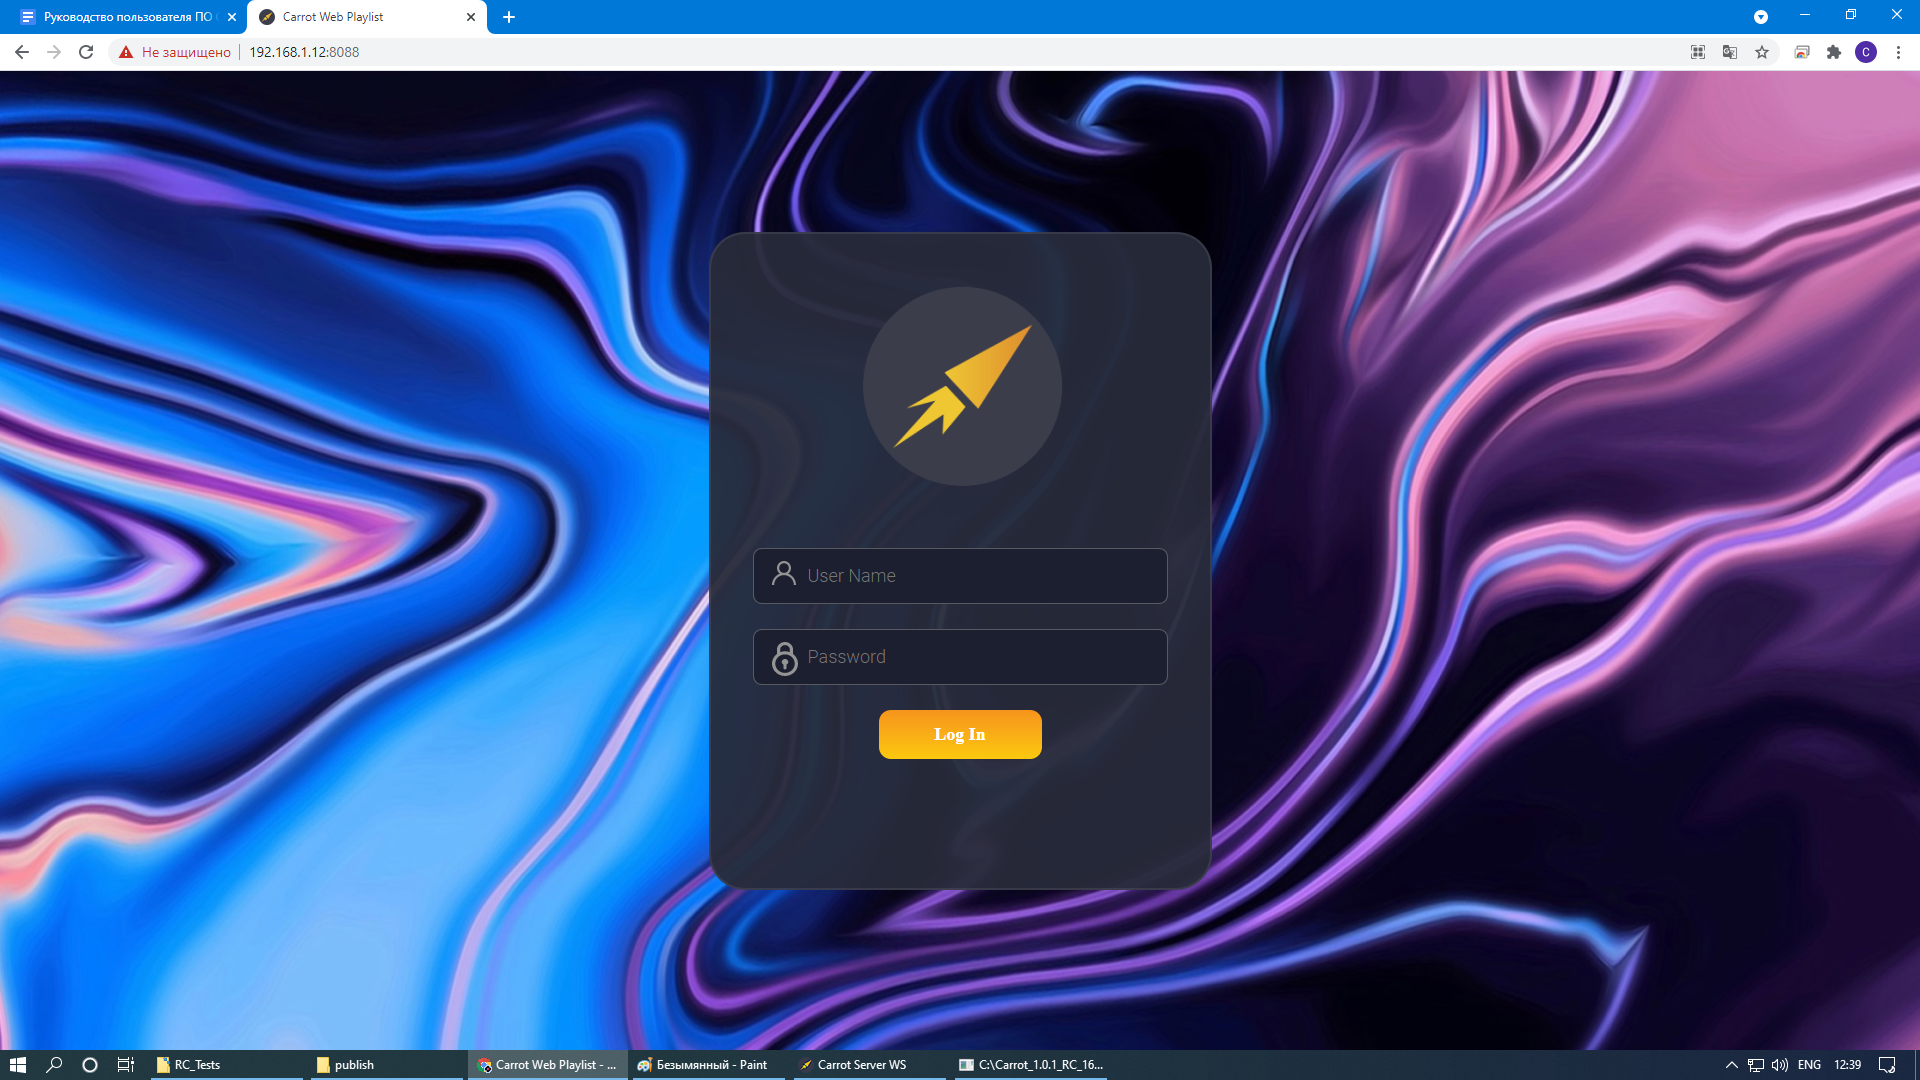 Руководство пользователя ПО
Carrot Web Playlist
Не защищено
192.168.1.12:8088
C
User Name
Password
Log In
RC_Tests
publish
Carrot Web Playlist - ...
Безымянный - Paint
Carrot Server WS
C:\Carrot_1.0.1_RC_16...
ENG
12:39